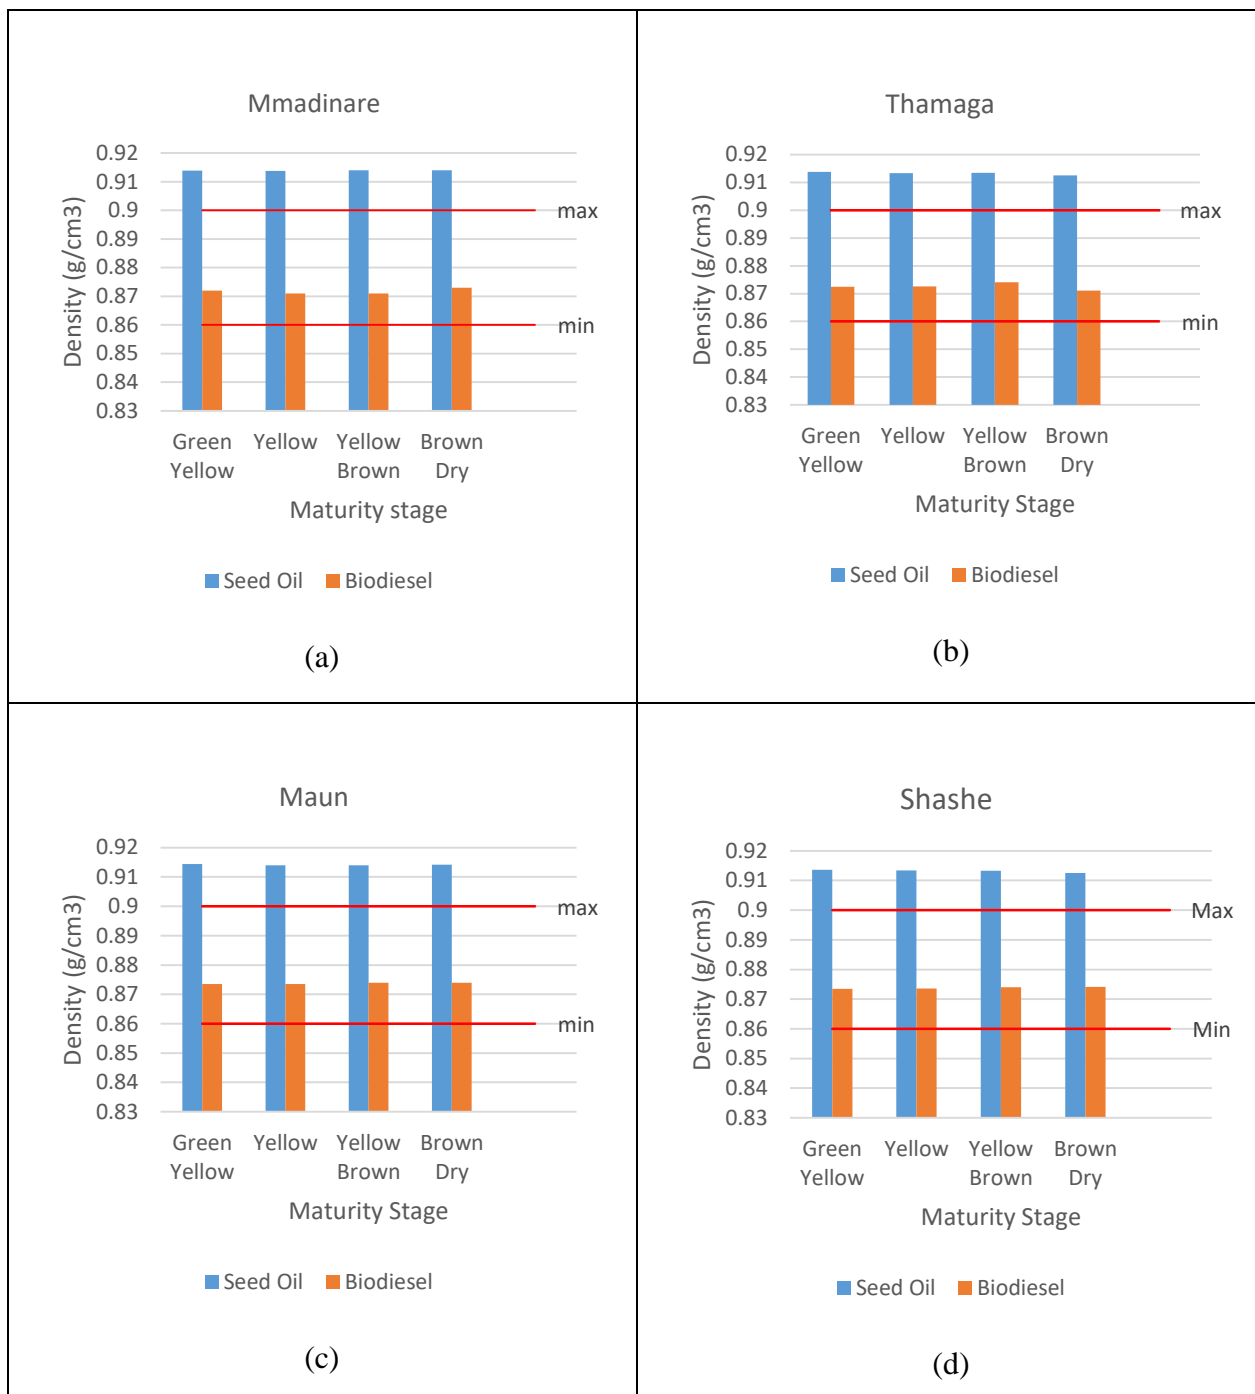 Mmadinare
0.92
0.91
0.9
0.89
0.88
0.87
0.86
0.85
0.84
0.83
Density (g/cm3)
max
min
Green Yellow
Yellow
Yellow Brown
Brown Dry
Maturity stage
Seed Oil Biodiesel
(a)
Thamaga
0.92
0.91
0.9
0.89
0.88
0.87
0.86
0.85
0.84
0.83
Density (g/cm3)
max
min
Green Yellow
Yellow
Yellow Brown
Brown Dry
Maturity Stage
Seed Oil Biodiesel
(b)
Maun
0.92
0.91
0.9
0.89
0.88
0.87
0.86
0.85
0.84
0.83
Density (g/cm3)
max
min
Green Yellow
Yellow
Yellow Brown
Brown Dry
Maturity Stage
Seed Oil Biodiesel
(c)
Shashe
0.92
0.91
0.9
0.89
0.88
0.87
0.86
0.85
0.84
0.83
Density (g/cm3)
Max
Min
Green Yellow
Yellow
Yellow Brown
Brown Dry
Maturity Stage
Seed Oil Biodiesel
(d)